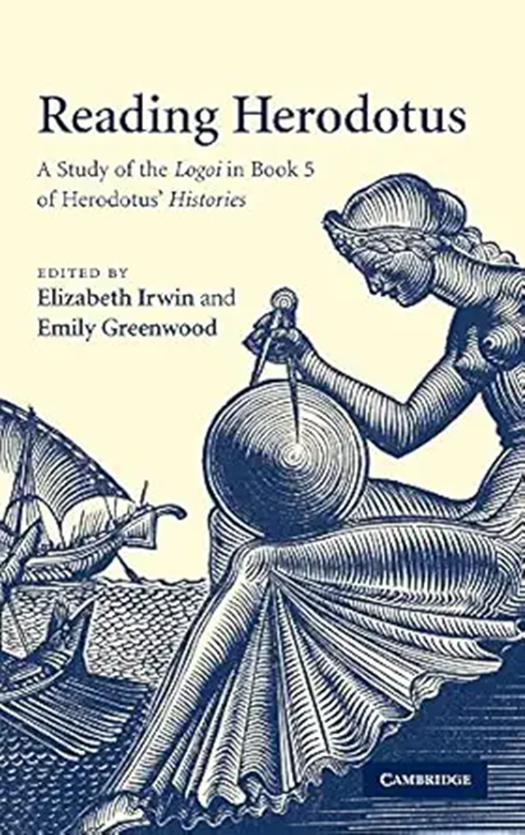 Reading Herodotus
A Study of the Logoi in Book 5
of Herodotus’ Histories
EDITED BY
Elizabeth Irwin and
Emily Greenwood
CAMBRIDGE